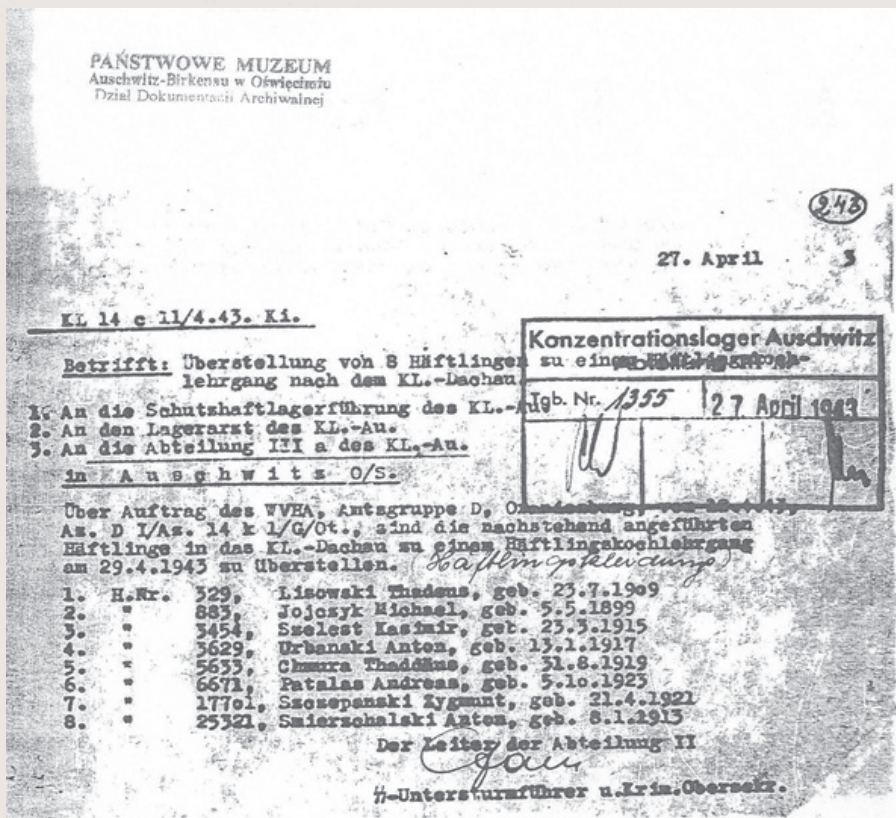 PAŃSTWOWE MUZEUM
Auschwitz-Birkenau w Oświęcimiu
Dział Dokumentacji Archiwalnej
243
27. April 3
KL 14 c 11/4.43. Ki.
Konzentrationslager Auschwitz
Betrifft: Überstellung von 8 Häftlingen zu einem
lehrgang nach dem KL.-Dachau.
Tgb. Nr. 1355 27 April 1943
1. An die Schutzhaftlagerführung des KL.-Au.
2. An den Lagerarzt des KL.-Au.
3. An die Abteilung III a des KL.-Au.
in Auschwitz O/S.
Über Auftrag des WVHA, Amtsgruppe D,
Az. D I/Az. 14 k 1/G/Ot., sind die nachstehend angeführten
Häftlinge in das KL.-Dachau zu einem Häftlingskochlehrgang
am 29.4.1943 zu überstellen. (Häftlingskleidung)
1. H.Nr. 329, Lisowski Thadeus, geb. 23.7.1909
2. " 883, Jojczyk Michael, geb. 5.5.1899
3. " 3454, Szelest Kasimir, geb. 23.3.1915
4. " 3629, Urbanski Anton, geb. 13.1.1917
5. " 5633, Chmura Thaddäus, geb. 31.8.1919
6. " 6671, Patalas Andreas, geb. 5.10.1923
7. " 17701, Szczepanski Zygmunt, geb. 21.4.1921
8. " 25321, Smierzchalski Anton, geb. 8.1.1913
Der Leiter der Abteilung II
SS-Untersturmführer u.Krim.Obersekr.